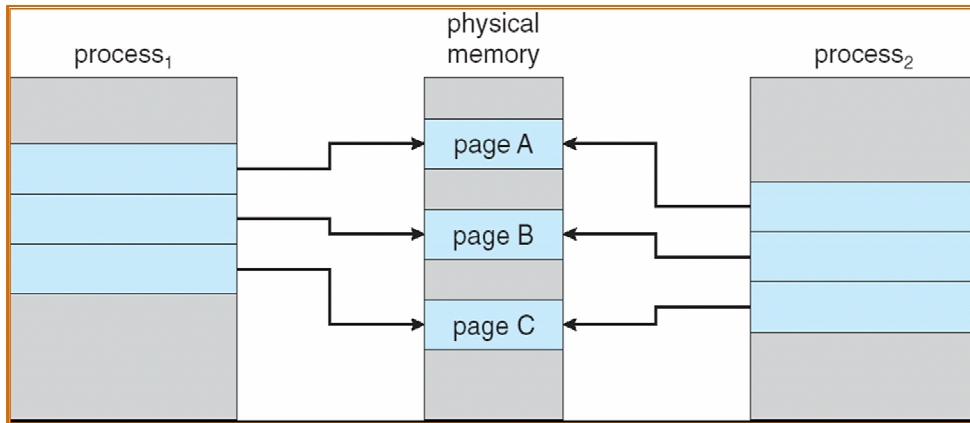 process₁
physical
memory
process₂
page A
page B
page C